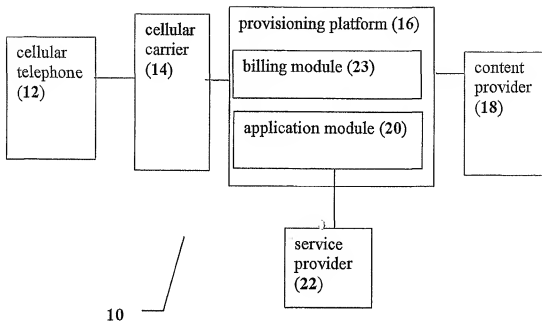 cellular
telephone
(12)
cellular
carrier
(14)
provisioning platform (16)
billing module (23)
application module (20)
content
provider
(18)
service
provider
(22)
10